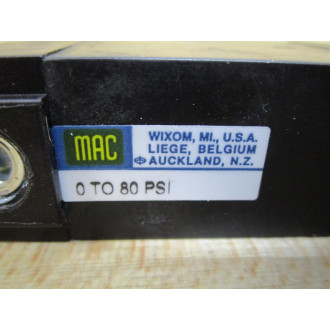 MAC
WIXOM, MI., U.S.A.
LIEGE, BELGIUM
AUCKLAND, N.Z.
0 TO 80 PSI